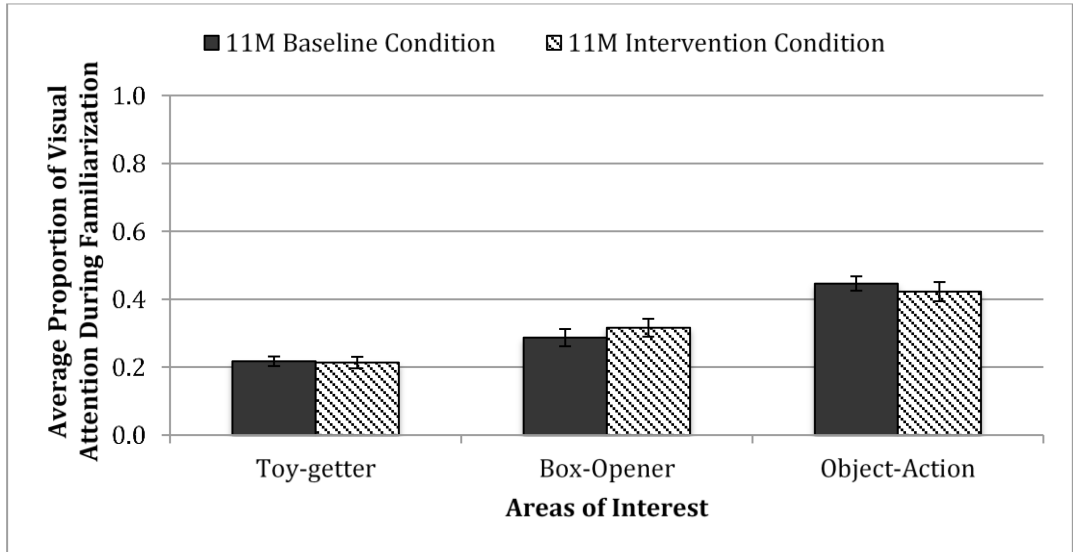 11M Baseline Condition 11M Intervention Condition
Average Proportion of Visual
Attention During Familiarization
1.0
0.8
0.6
0.4
0.2
0.0
Toy-getter Box-Opener Object-Action
Areas of Interest